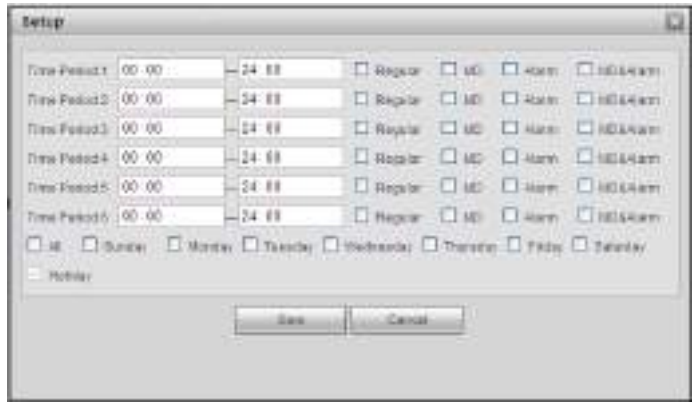 Setup
Time Period 1 00 00 — 24 00 Regular MD Alarm MD&Alarm
Time Period 2 00 00 — 24 00 Regular MD Alarm MD&Alarm
Time Period 3 00 00 — 24 00 Regular MD Alarm MD&Alarm
Time Period 4 00 00 — 24 00 Regular MD Alarm MD&Alarm
Time Period 5 00 00 — 24 00 Regular MD Alarm MD&Alarm
Time Period 6 00 00 — 24 00 Regular MD Alarm MD&Alarm
All Sunday Monday Tuesday Wednesday Thursday Friday Saturday
Holiday
Save Cancel